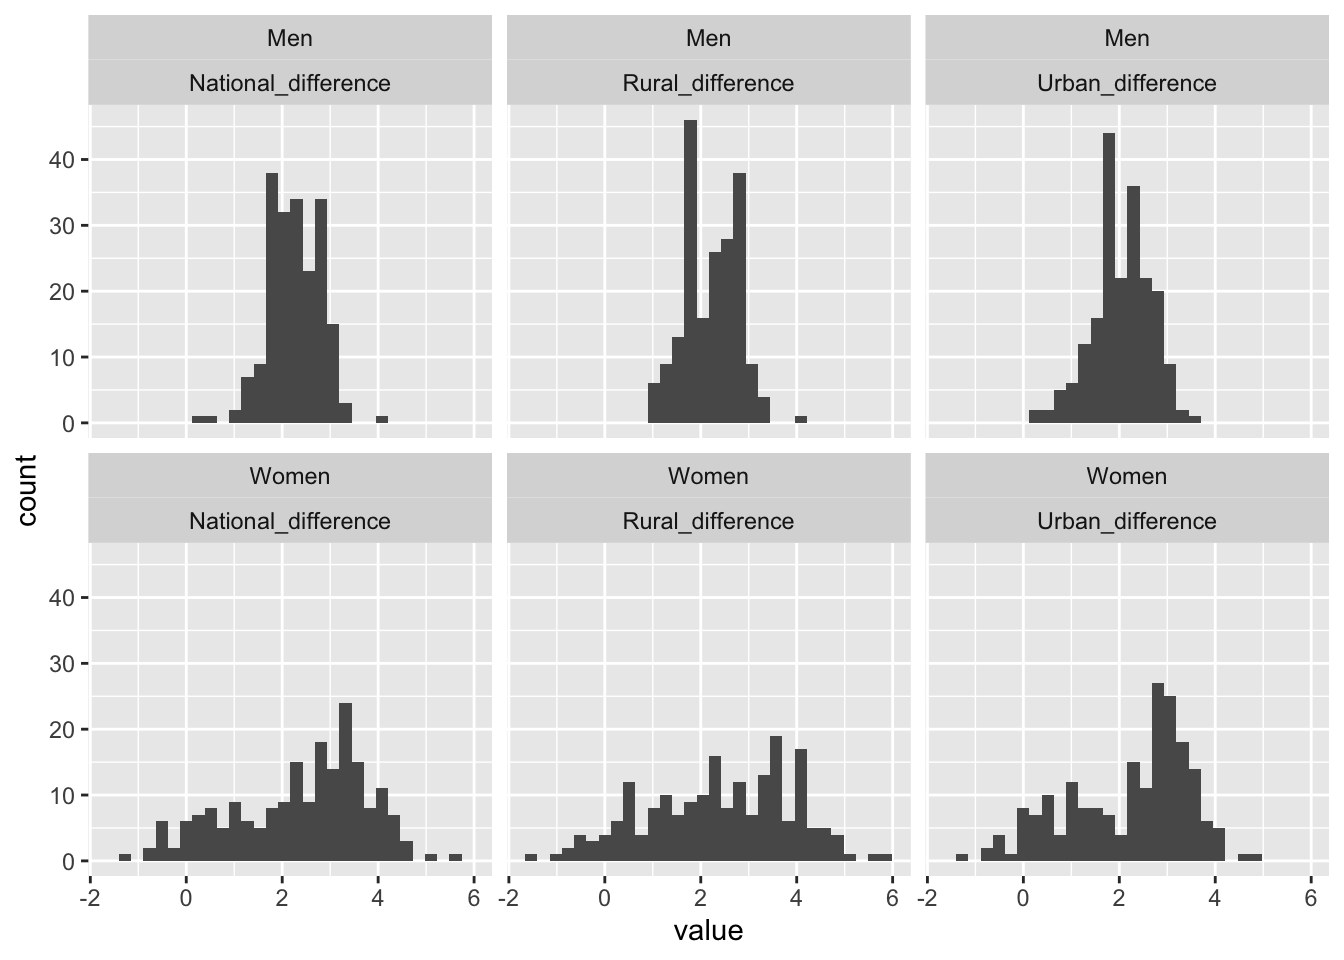 Men
National_difference
Men
Rural_difference
Men
Urban_difference
40
30
20
10
0
Women
National_difference
Women
Rural_difference
Women
Urban_difference
40
30
20
10
0
-2 0 2 4 6
-2 0 2 4 6
-2 0 2 4 6
value
count